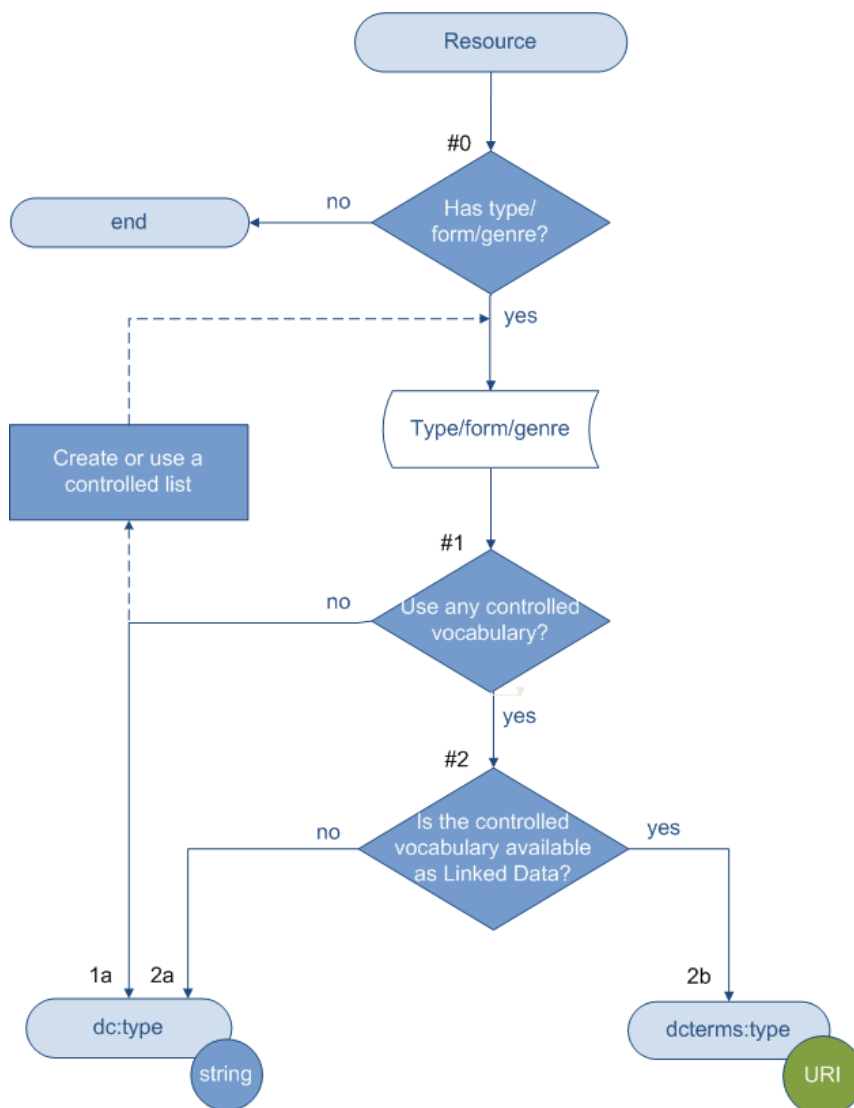 Resource
#0
Has type/
form/genre?
no
end
yes
Type/form/genre
Create or use a
controlled list
#1
Use any controlled
vocabulary?
no
yes
#2
Is the controlled
vocabulary available
as Linked Data?
no
yes
1a
2a
2b
dc:type
string
dcterms:type
URI